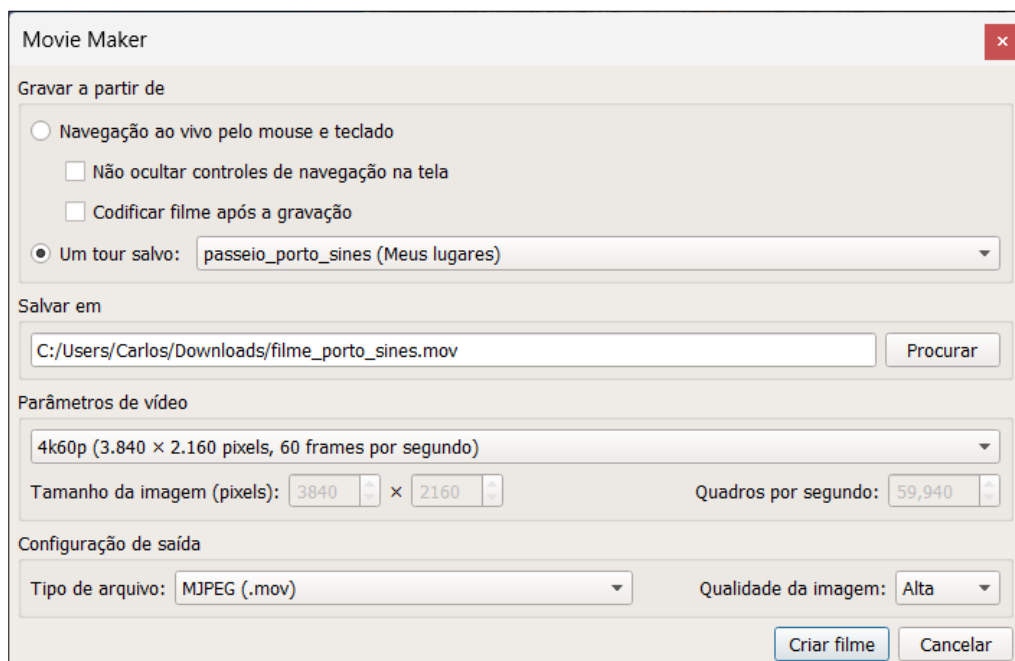 Movie Maker
Gravar a partir de
Navegação ao vivo pelo mouse e teclado
Não ocultar controles de navegação na tela
Codificar filme após a gravação
Um tour salvo: passeio_porto_sines (Meus lugares)
Salvar em
C:/Users/Carlos/Downloads/filme_porto_sines.mov Procurar
Parâmetros de vídeo
4k60p (3.840 × 2.160 pixels, 60 frames por segundo)
Tamanho da imagem (pixels): 3840 × 2160 Quadros por segundo: 59,940
Configuração de saída
Tipo de arquivo: MJPEG (.mov) Qualidade da imagem: Alta
Criar filme Cancelar